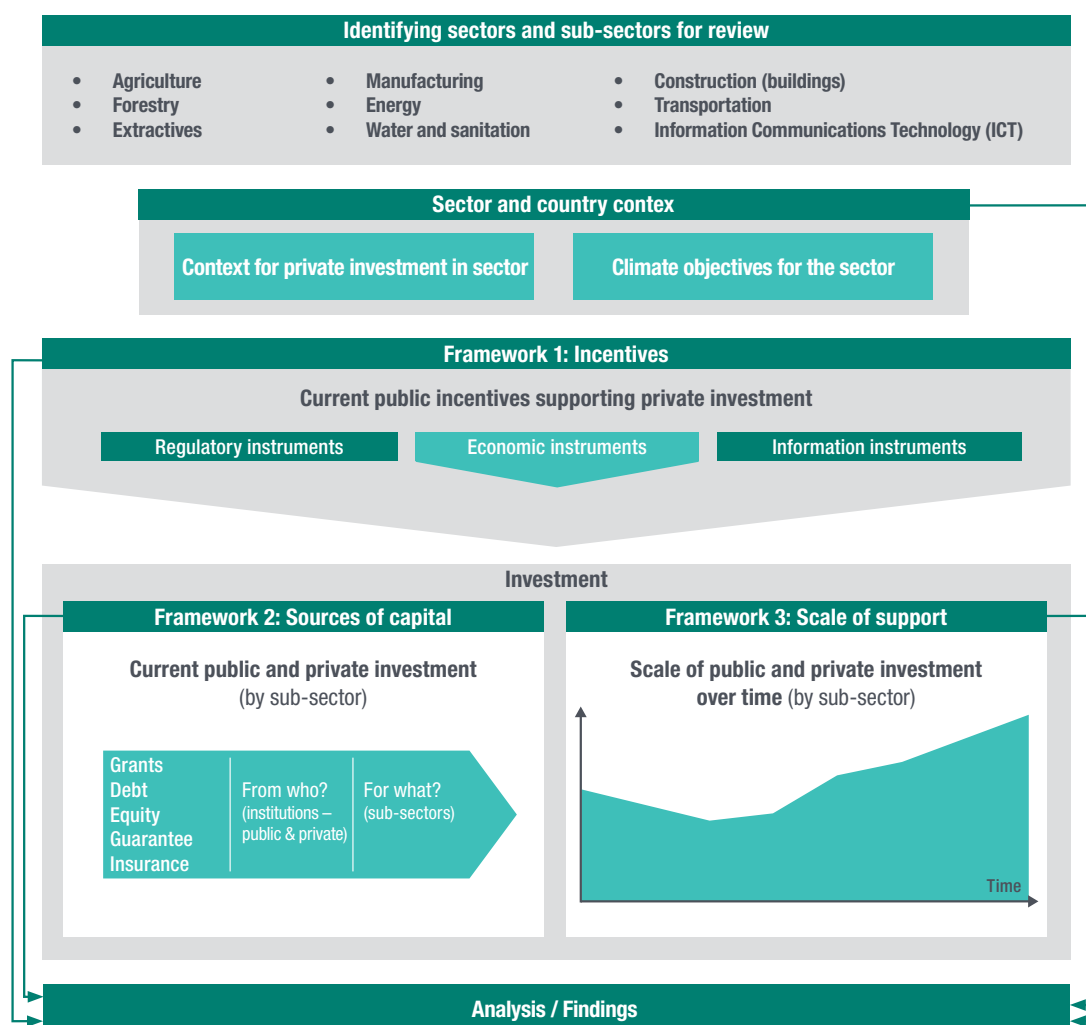 Identifying sectors and sub-sectors for review
• Agriculture
• Forestry
• Extractives
• Manufacturing
• Energy
• Water and sanitation
• Construction (buildings)
• Transportation
• Information Communications Technology (ICT)
Sector and country contex
Context for private investment in sector
Climate objectives for the sector
Framework 1: Incentives
Current public incentives supporting private investment
Regulatory instruments
Economic instruments
Information instruments
Investment
Framework 2: Sources of capital
Current public and private investment
(by sub-sector)
Grants
Debt
Equity
Guarantee
Insurance
From who?
(institutions –
public & private)
For what?
(sub-sectors)
Framework 3: Scale of support
Scale of public and private investment
over time (by sub-sector)
Time
Analysis / Findings